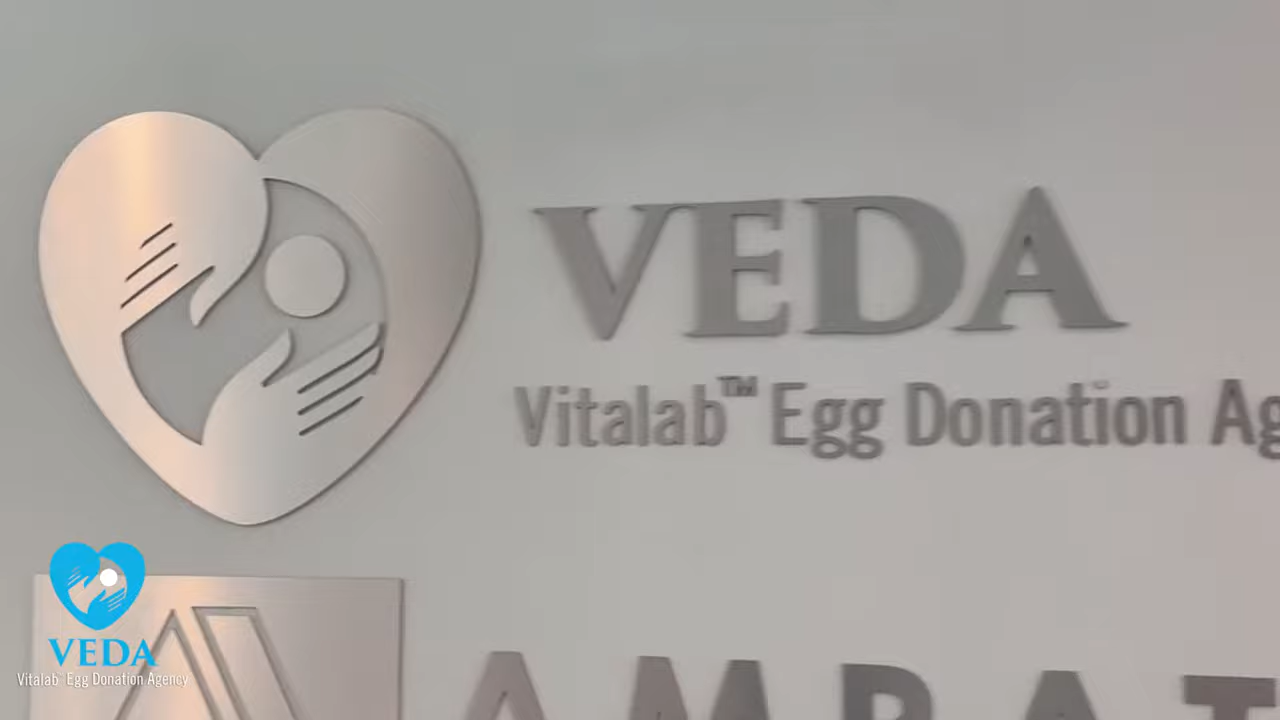 VEDA
Vitalab™ Egg Donation Ag
VEDA
Vitalab™ Egg Donation Agency